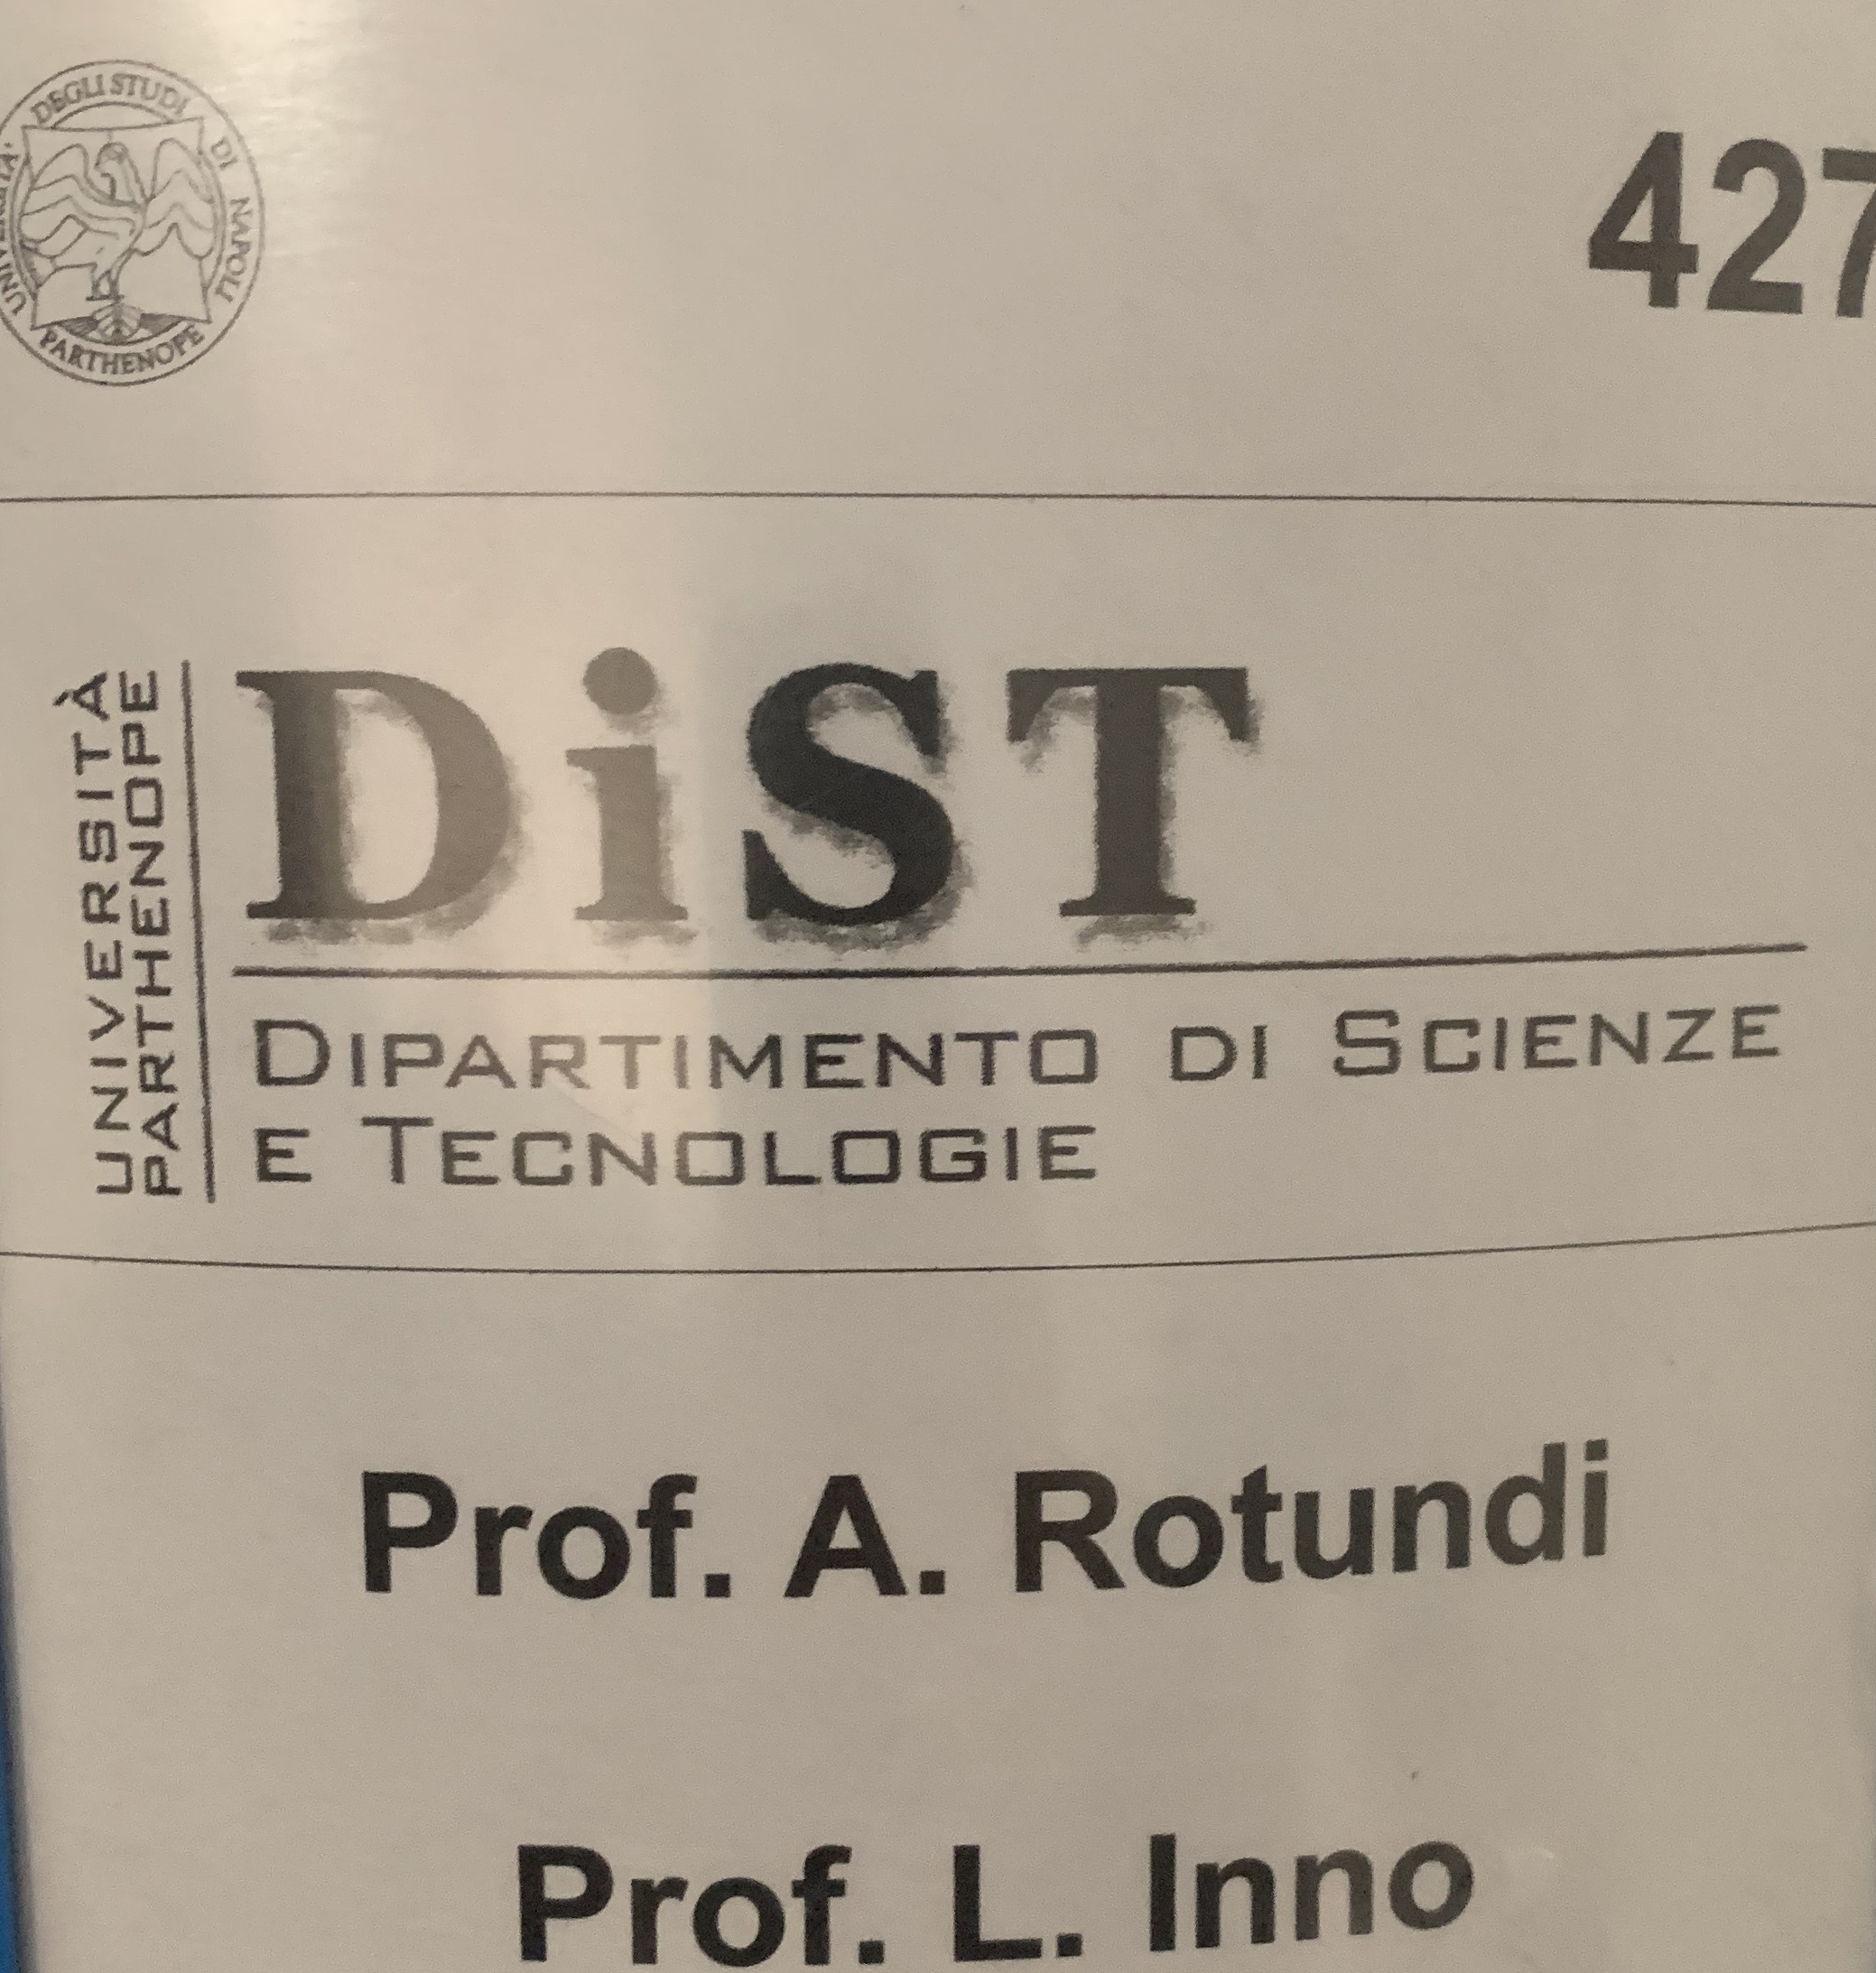 UNIVERSITÀ DEGLI STUDI DI NAPOLI
PARTHENOPE
427
UNIVERSITÀ
PARTHENOPE
DiST
DIPARTIMENTO DI SCIENZE
E TECNOLOGIE
Prof. A. Rotundi
Prof. L. Inno